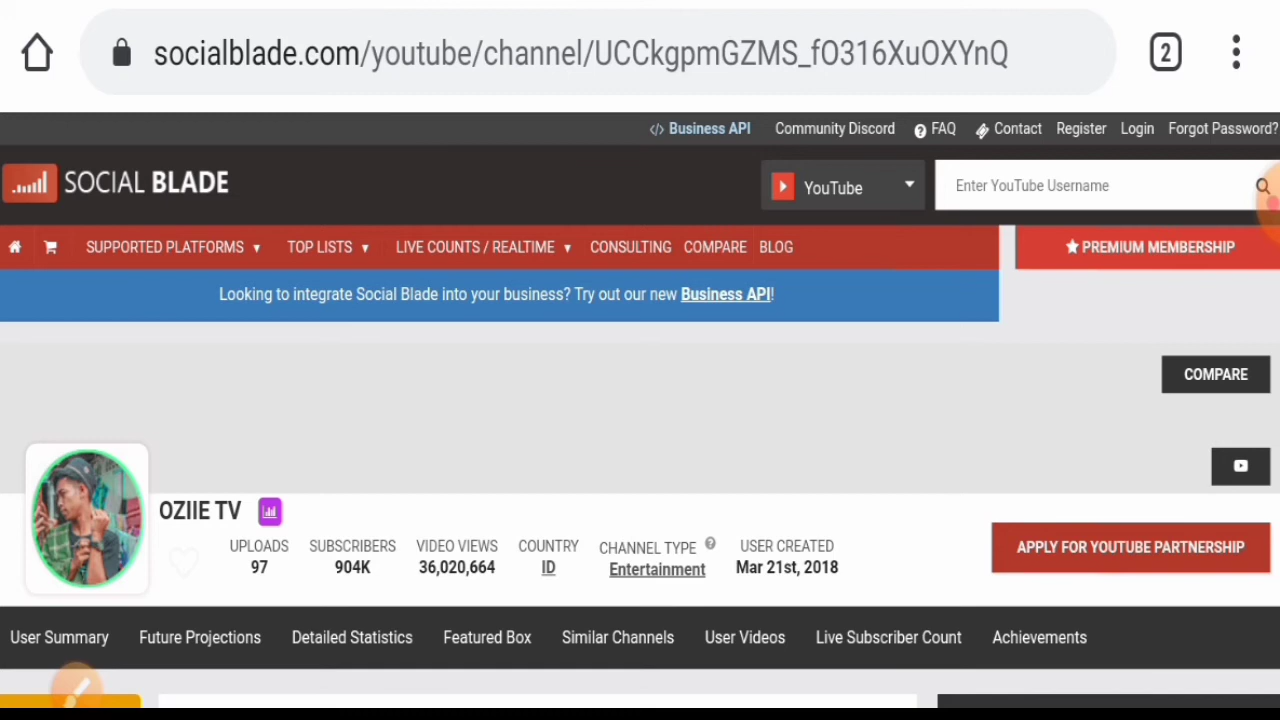 socialblade.com/youtube/channel/UCCkgpmGZMS_fO316XuOXYnQ
2
</> Business API Community Discord FAQ Contact Register Login Forgot Password?
SOCIAL BLADE
YouTube
Enter YouTube Username
SUPPORTED PLATFORMS TOP LISTS LIVE COUNTS / REALTIME CONSULTING COMPARE BLOG
PREMIUM MEMBERSHIP
Looking to integrate Social Blade into your business? Try out our new Business API!
COMPARE
OZIIE TV
UPLOADS SUBSCRIBERS VIDEO VIEWS COUNTRY CHANNEL TYPE USER CREATED
97 904K 36,020,664 ID Entertainment Mar 21st, 2018
APPLY FOR YOUTUBE PARTNERSHIP
User Summary Future Projections Detailed Statistics Featured Box Similar Channels User Videos Live Subscriber Count Achievements